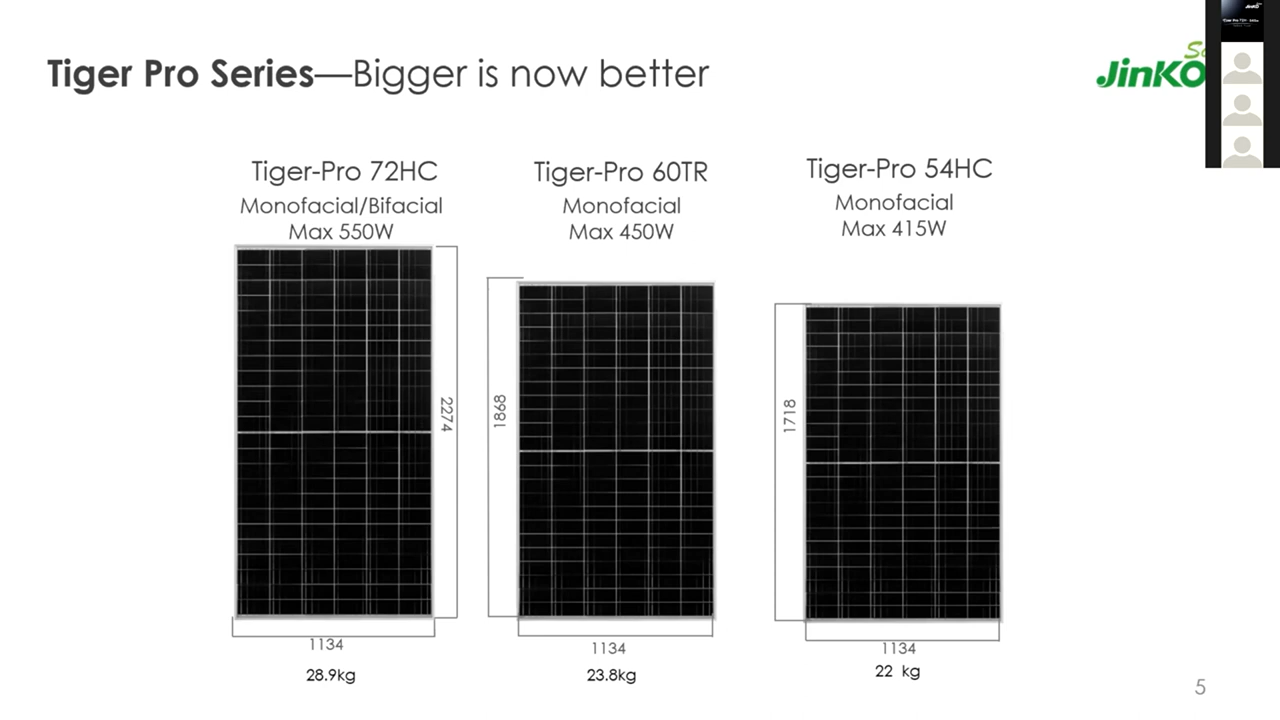 Tiger Pro Series—Bigger is now better
JinKO
Tiger-Pro 72HC
Monofacial/Bifacial
Max 550W
Tiger-Pro 60TR
Monofacial
Max 450W
Tiger-Pro 54HC
Monofacial
Max 415W
2274
1868
1718
1134
28.9kg
1134
23.8kg
1134
22 kg
5